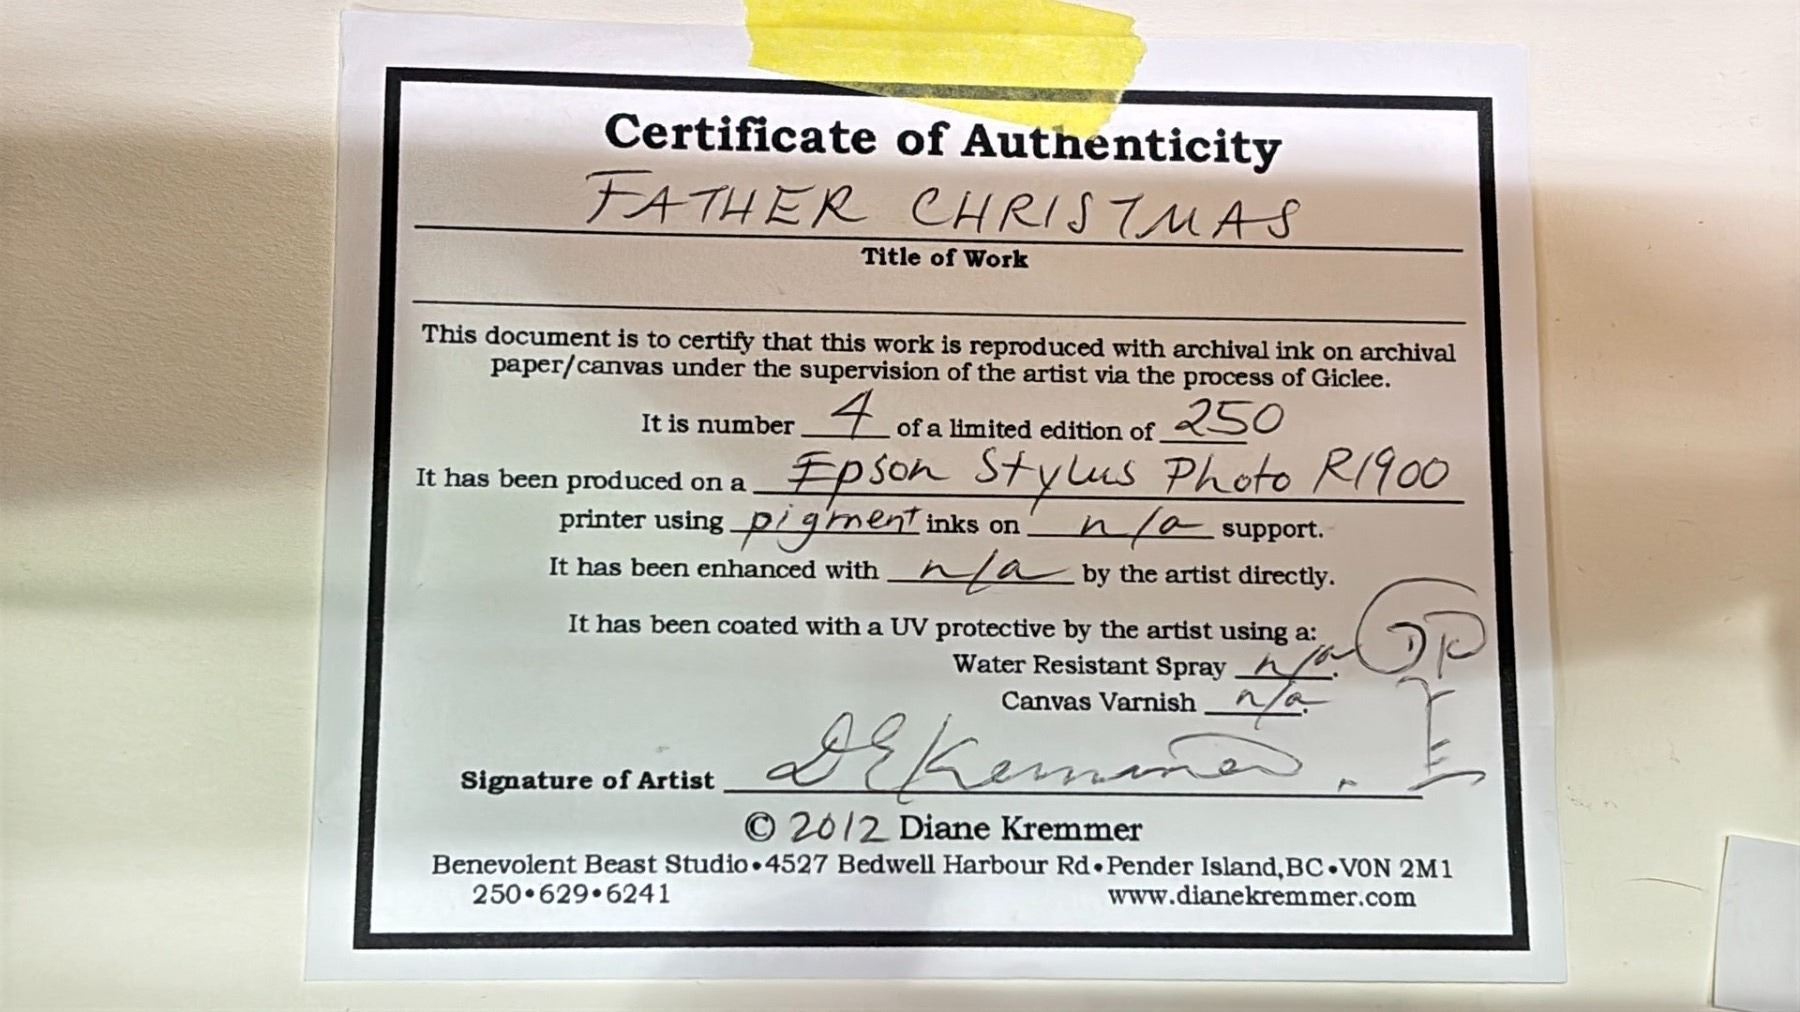 Certificate of Authenticity
FATHER CHRISTMAS
Title of Work
This document is to certify that this work is reproduced with archival ink on archival
paper/canvas under the supervision of the artist via the process of Giclee.
It is number 4 of a limited edition of 250
It has been produced on a Epson Stylus Photo R1900
printer using pigment inks on n/a support.
It has been enhanced with n/a by the artist directly.
It has been coated with a UV protective by the artist using a:
Water Resistant Spray n/a.
Canvas Varnish n/a.
Signature of Artist DEKremmer
© 2012 Diane Kremmer
Benevolent Beast Studio•4527 Bedwell Harbour Rd•Pender Island,BC•V0N 2M1
250•629•6241 www.dianekremmer.com